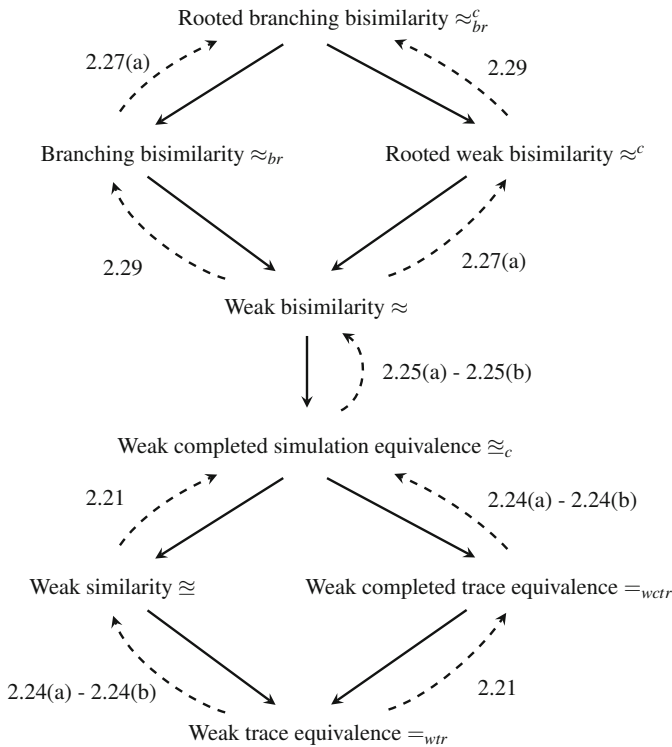 Rooted branching bisimilarity ≈ᶜ_br
2.27(a)
2.29
Branching bisimilarity ≈_br
Rooted weak bisimilarity ≈ᶜ
2.29
2.27(a)
Weak bisimilarity ≈
2.25(a) - 2.25(b)
Weak completed simulation equivalence ≊_c
2.21
2.24(a) - 2.24(b)
Weak similarity ≊
Weak completed trace equivalence =_wctr
2.24(a) - 2.24(b)
2.21
Weak trace equivalence =_wtr